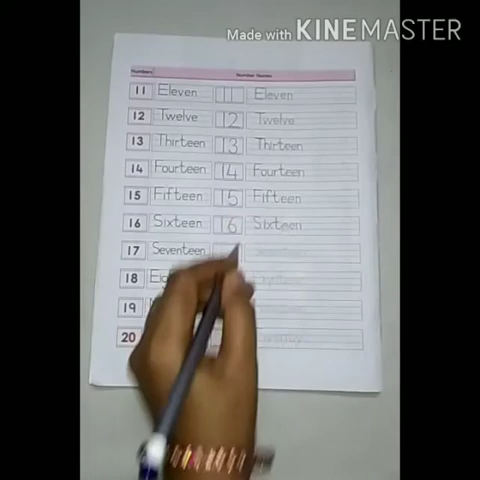 Made with KINEMASTER
Numbers Number Names
11 Eleven 11 Eleven
12 Twelve 12 Twelve
13 Thirteen 13 Thirteen
14 Fourteen 14 Fourteen
15 Fifteen 15 Fifteen
16 Sixteen 16 Sixteen
17 Seventeen
18
19
20